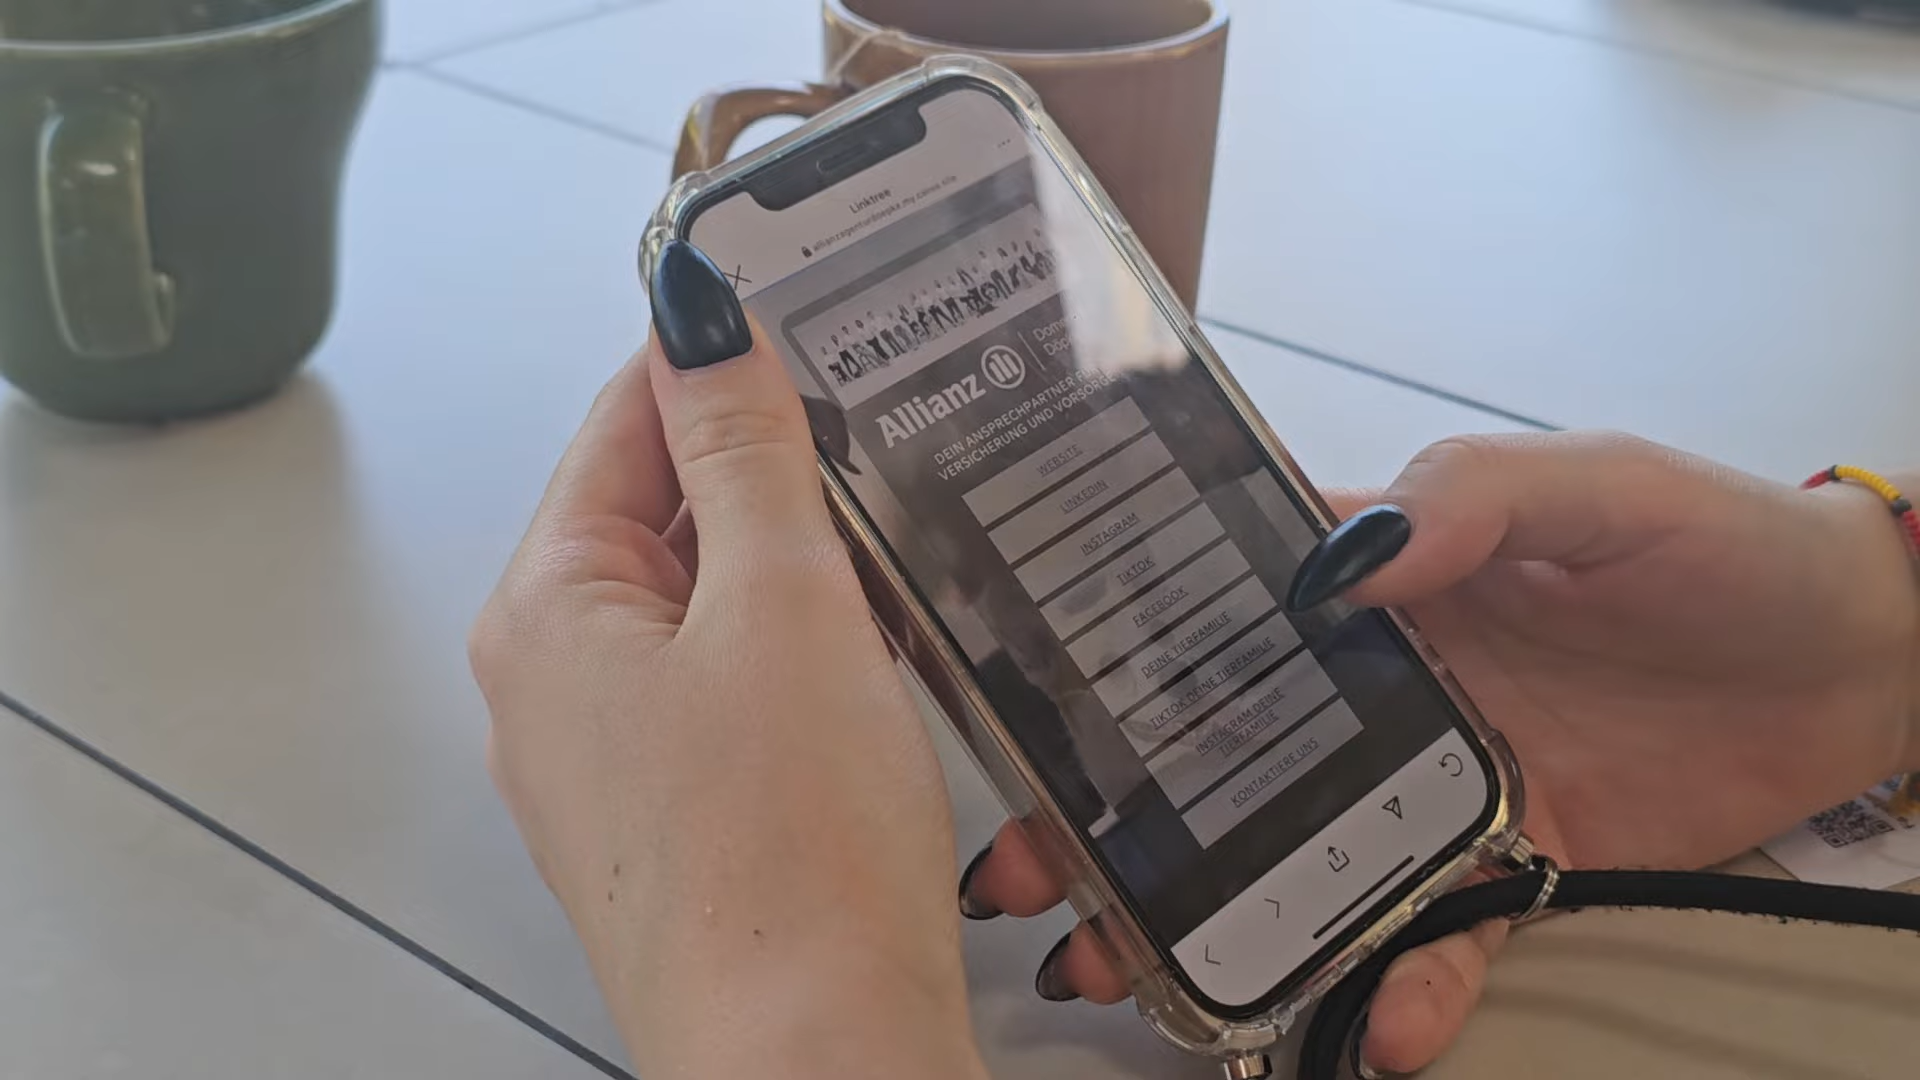 Linktree
Allianz
DEIN ANSPRECHPARTNER
VERSICHERUNG UND VORSORGE
WEBSITE
LINKEDIN
INSTAGRAM
TIKTOK
FACEBOOK
DEINE TIERFAMILIE
TIKTOK DEINE TIERFAMILIE
INSTAGRAM DEINE
TIERFAMILIE
KONTAKTIERE UNS